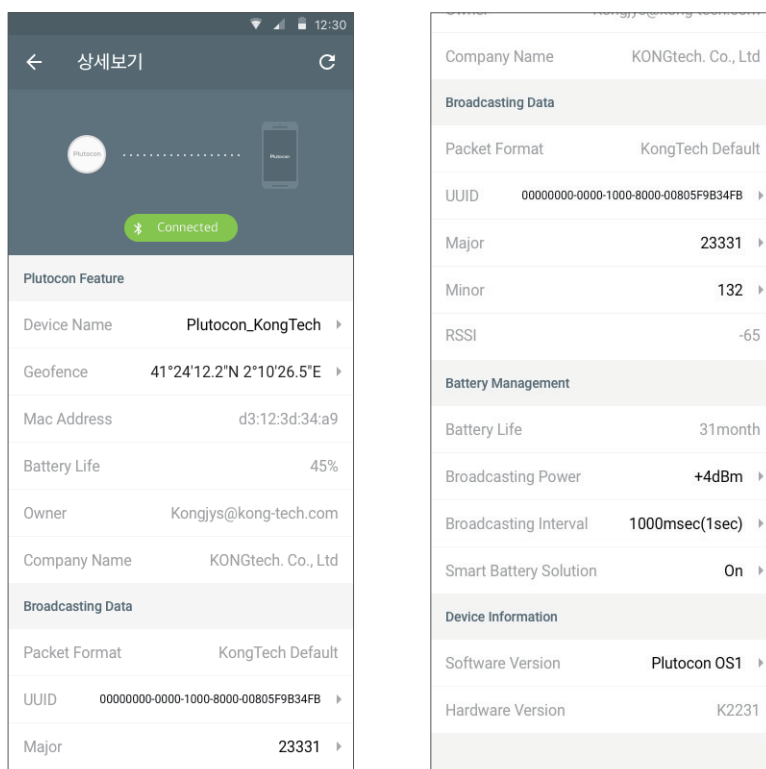 12:30
상세보기
Plutocon
Plutocon
Connected
Plutocon Feature
Device Name Plutocon_KongTech
Geofence 41°24'12.2"N 2°10'26.5"E
Mac Address d3:12:3d:34:a9
Battery Life 45%
Owner Kongjys@kong-tech.com
Company Name KONGtech. Co., Ltd
Broadcasting Data
Packet Format KongTech Default
UUID 00000000-0000-1000-8000-00805F9B34FB
Major 23331
Owner Kongjys@kong-tech.com
Company Name KONGtech. Co., Ltd
Broadcasting Data
Packet Format KongTech Default
UUID 00000000-0000-1000-8000-00805F9B34FB
Major 23331
Minor 132
RSSI -65
Battery Management
Battery Life 31month
Broadcasting Power +4dBm
Broadcasting Interval 1000msec(1sec)
Smart Battery Solution On
Device Information
Software Version Plutocon OS1
Hardware Version K2231